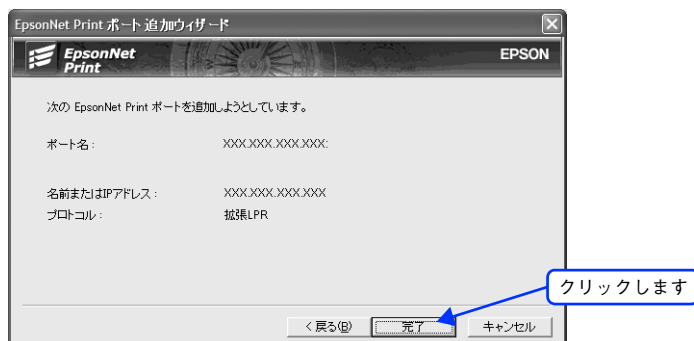 EpsonNet Print ポート追加ウィザード
EpsonNet
Print
EPSON
次の EpsonNet Print ポートを追加しようとしています。
ポート名： XXX.XXX.XXX.XXX:
名前またはIPアドレス： XXX.XXX.XXX.XXX
プロトコル： 拡張LPR
クリックします
< 戻る(B) 完了 キャンセル